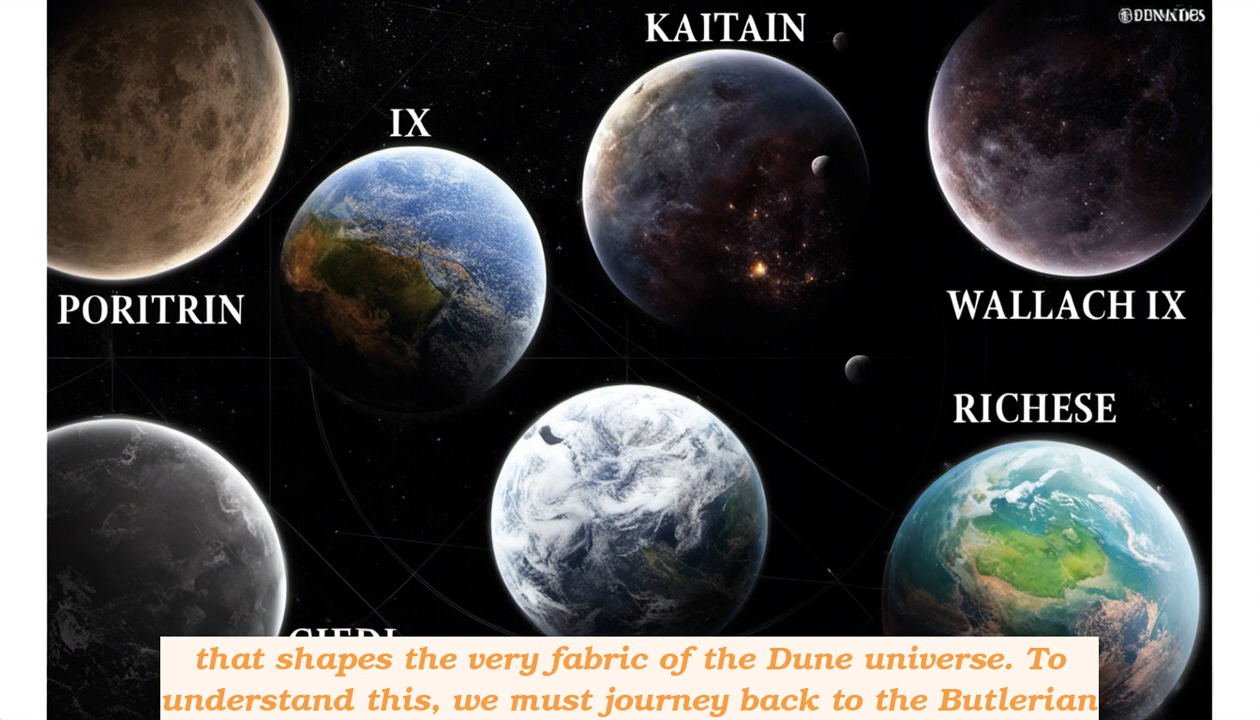 KAITAIN
IX
PORITRIN
WALLACH IX
RICHESE
GIEDI
that shapes the very fabric of the Dune universe. To
understand this, we must journey back to the Butlerian